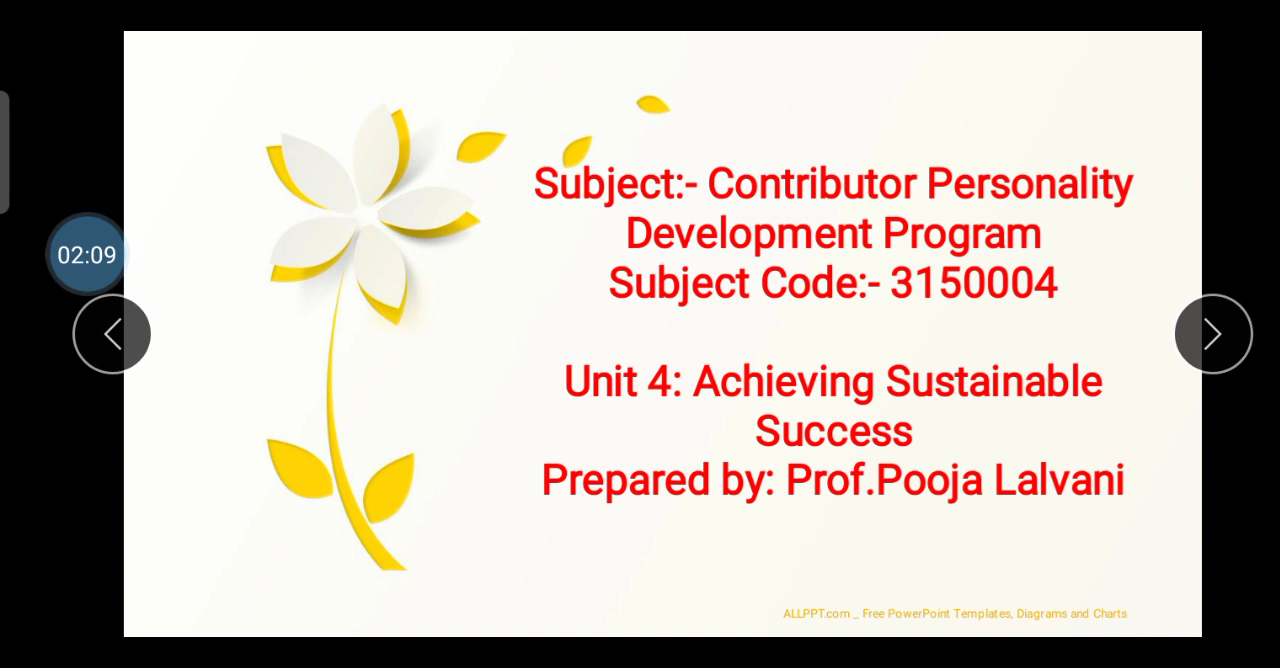 Subject:- Contributor Personality
Development Program
Subject Code:- 3150004
02:09
Unit 4: Achieving Sustainable
Success
Prepared by: Prof.Pooja Lalvani
ALLPPT.com _ Free PowerPoint Templates, Diagrams and Charts